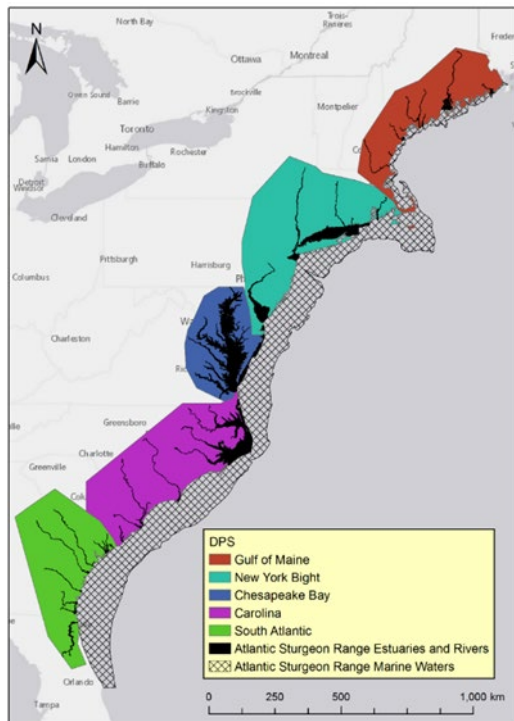 North Bay
Trois-
Rivieres
Frederi
N
Ottawa
Montreal
Owen Sound
Barrie
brockville
Kingston
Montpelier
Toronto
Hamilton
Rochester
Sarnia
London
Buffalo
Detroit
Windsor
Cleveland
Pittsburgh
Harrisburg
Columbus
Charleston
Greensboro
Charlotte
Greenville
DPS
Gulf of Maine
New York Bight
Chesapeake Bay
Carolina
South Atlantic
Atlantic Sturgeon Range Estuaries and Rivers
Atlantic Sturgeon Range Marine Waters
Orlando
Tampa
0 250 500 1,000 km